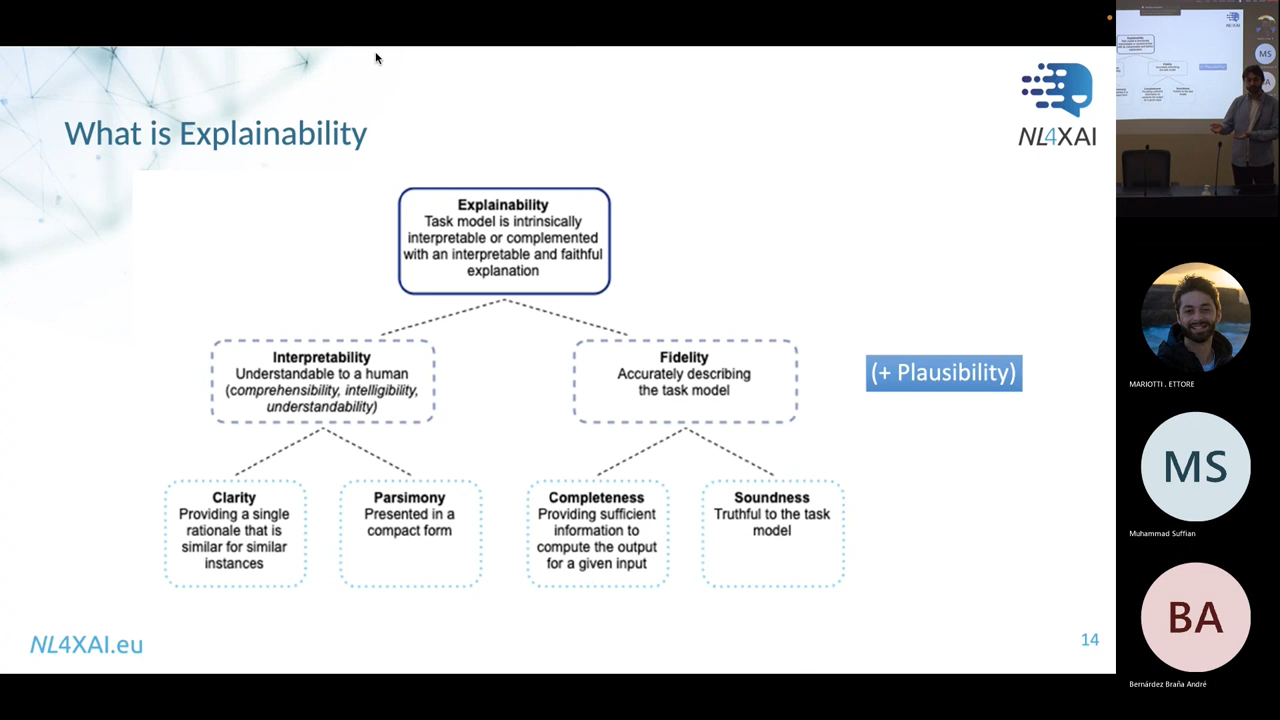 What is Explainability
NL4XAI
Explainability
Task model is intrinsically
interpretable or complemented
with an interpretable and faithful
explanation
Interpretability
Understandable to a human
(comprehensibility, intelligibility,
understandability)
Fidelity
Accurately describing
the task model
(+ Plausibility)
Clarity
Providing a single
rationale that is
similar for similar
instances
Parsimony
Presented in a
compact form
Completeness
Providing sufficient
information to
compute the output
for a given input
Soundness
Truthful to the task
model
NL4XAI.eu
14
MS
MARIOTTI . ETTORE
MS
Muhammad Suffian
BA
Bernárdez Braña André